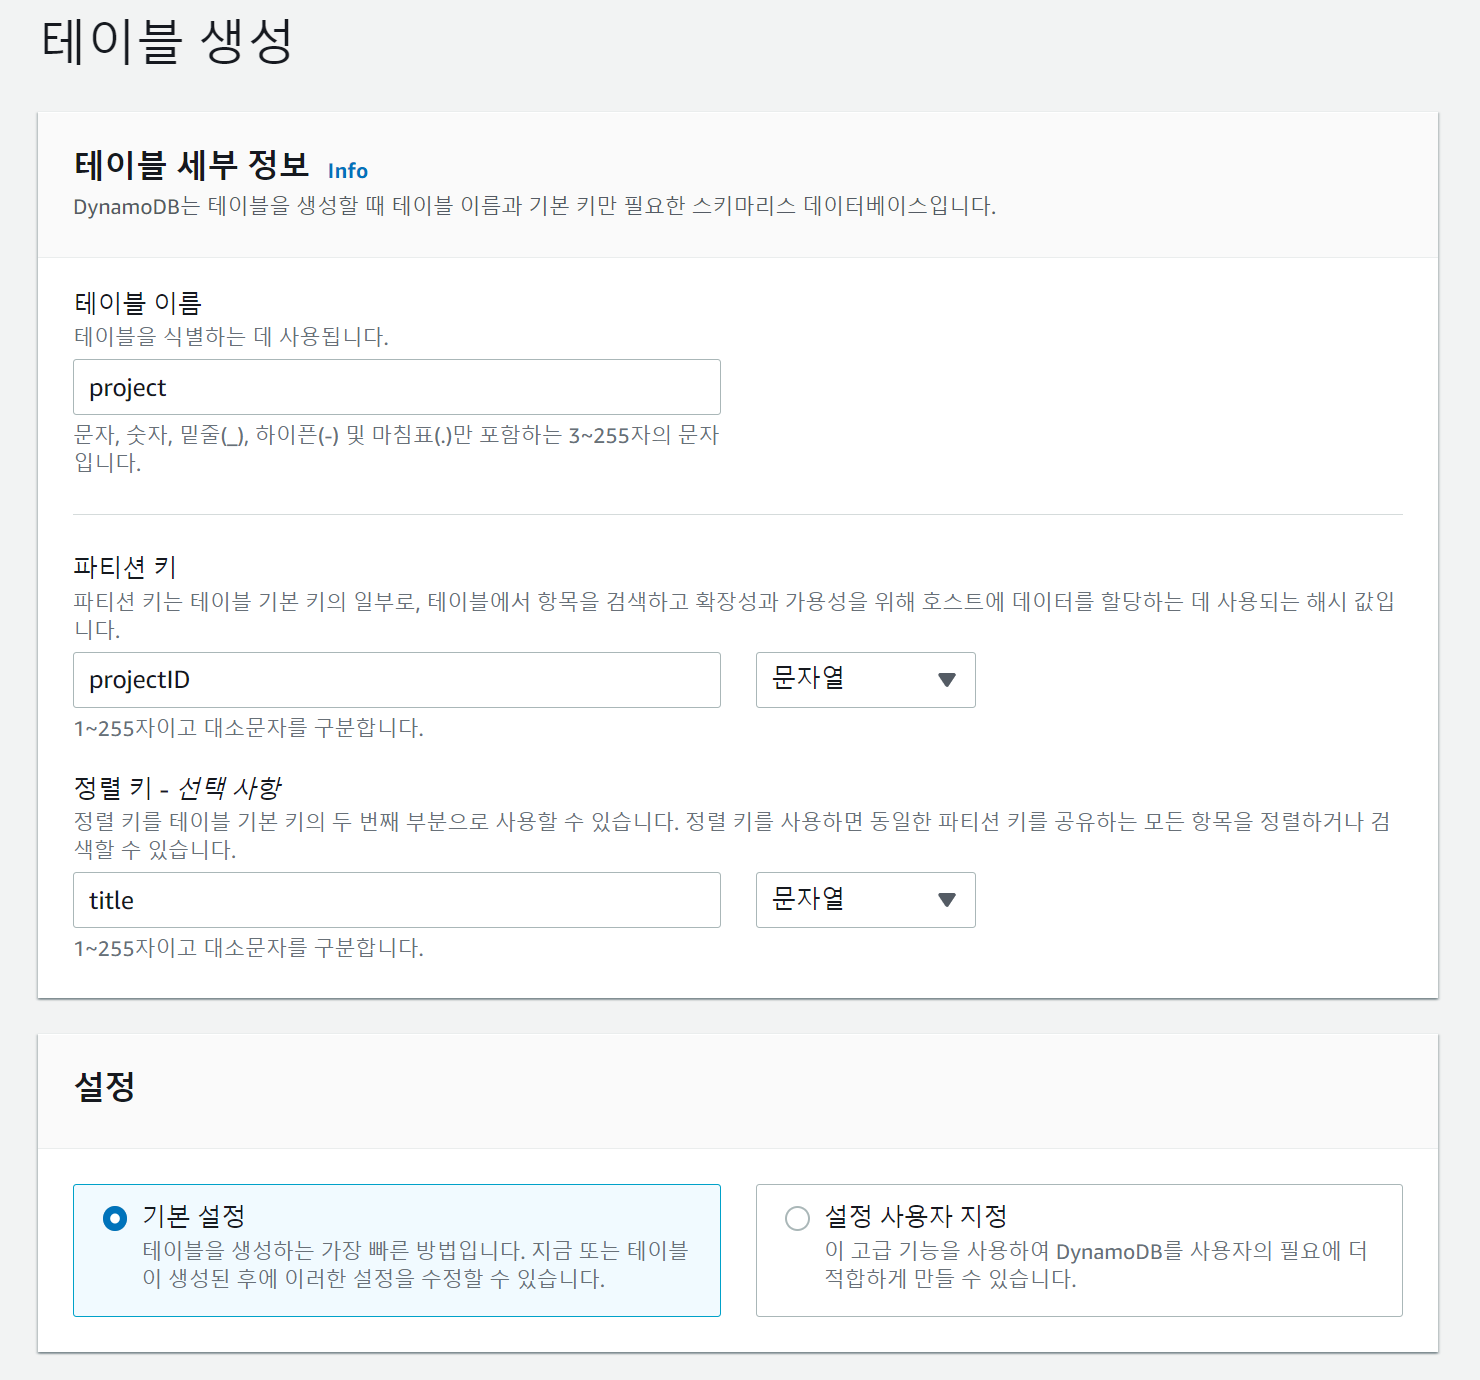 테이블 생성
테이블 세부 정보 Info
DynamoDB는 테이블을 생성할 때 테이블 이름과 기본 키만 필요한 스키마리스 데이터베이스입니다.
테이블 이름
테이블을 식별하는 데 사용됩니다.
project
문자, 숫자, 밑줄(_), 하이픈(-) 및 마침표(.)만 포함하는 3~255자의 문자
입니다.
파티션 키
파티션 키는 테이블 기본 키의 일부로, 테이블에서 항목을 검색하고 확장성과 가용성을 위해 호스트에 데이터를 할당하는 데 사용되는 해시 값입
니다.
projectID 문자열
1~255자이고 대소문자를 구분합니다.
정렬 키 - 선택 사항
정렬 키를 테이블 기본 키의 두 번째 부분으로 사용할 수 있습니다. 정렬 키를 사용하면 동일한 파티션 키를 공유하는 모든 항목을 정렬하거나 검
색할 수 있습니다.
title 문자열
1~255자이고 대소문자를 구분합니다.
설정
기본 설정
테이블을 생성하는 가장 빠른 방법입니다. 지금 또는 테이블
이 생성된 후에 이러한 설정을 수정할 수 있습니다.
설정 사용자 지정
이 고급 기능을 사용하여 DynamoDB를 사용자의 필요에 더
적합하게 만들 수 있습니다.